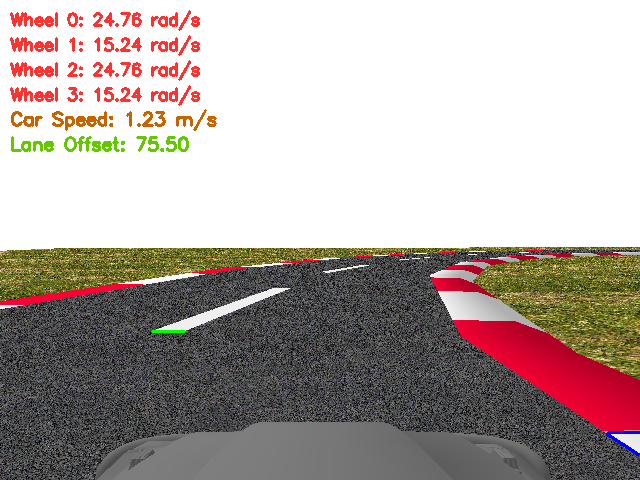 Wheel 0: 24.76 rad/s
Wheel 1: 15.24 rad/s
Wheel 2: 24.76 rad/s
Wheel 3: 15.24 rad/s
Car Speed: 1.23 m/s
Lane Offset: 75.50